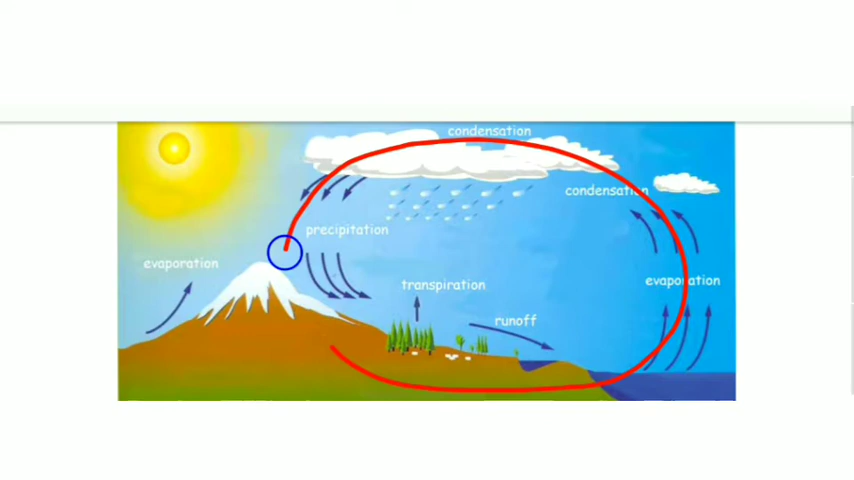 condensation
condensation
precipitation
evaporation
transpiration
evaporation
runoff